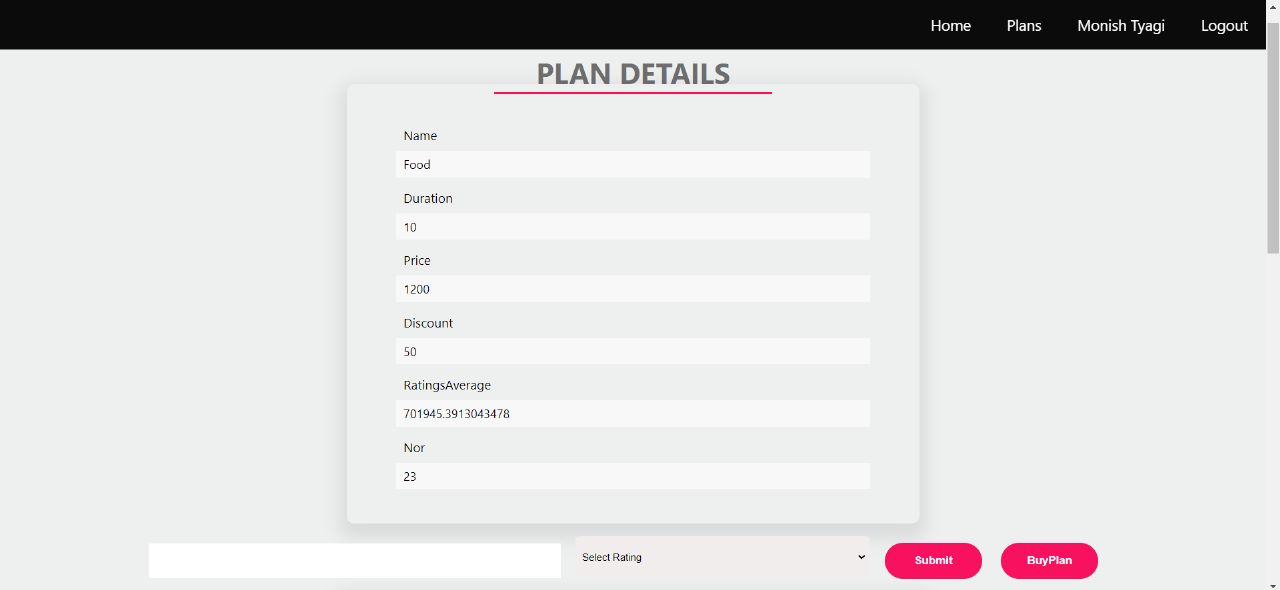 Home Plans Monish Tyagi Logout
PLAN DETAILS
Name
Food
Duration
10
Price
1200
Discount
50
RatingsAverage
701945.3913043478
Nor
23
Select Rating Submit BuyPlan